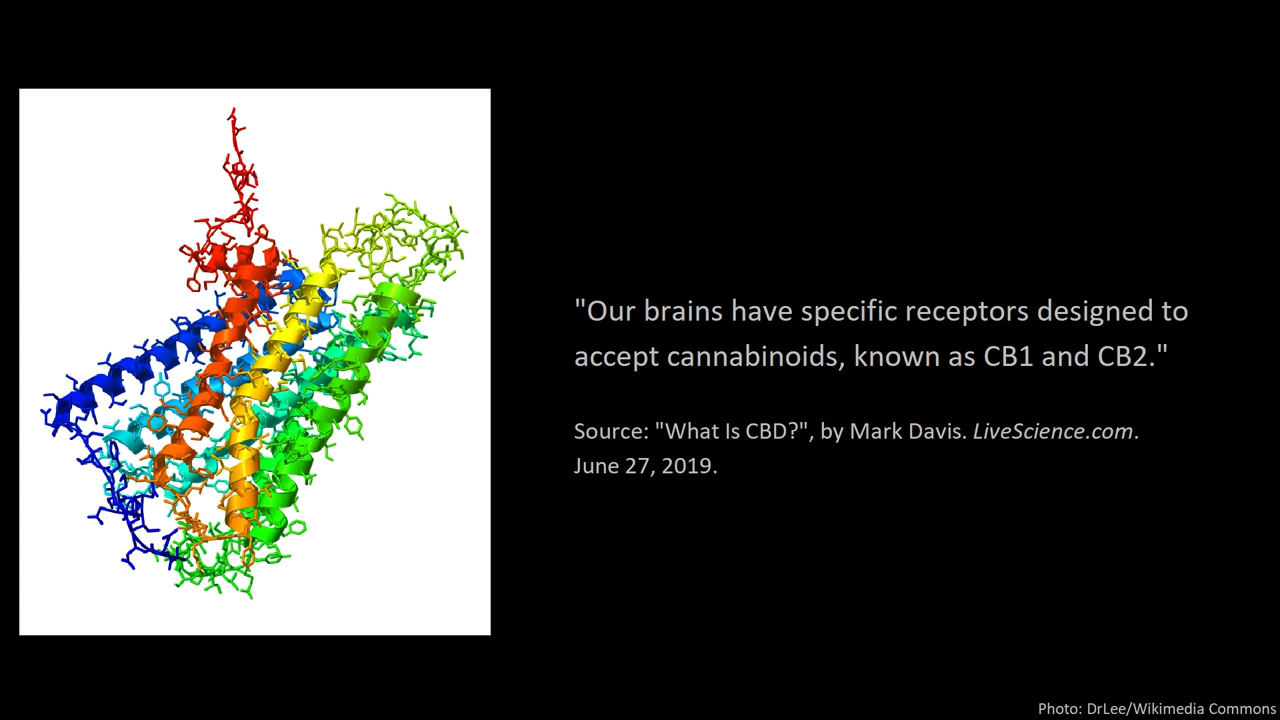 "Our brains have specific receptors designed to
accept cannabinoids, known as CB1 and CB2."
Source: "What Is CBD?", by Mark Davis. LiveScience.com.
June 27, 2019.
Photo: DrLee/Wikimedia Commons